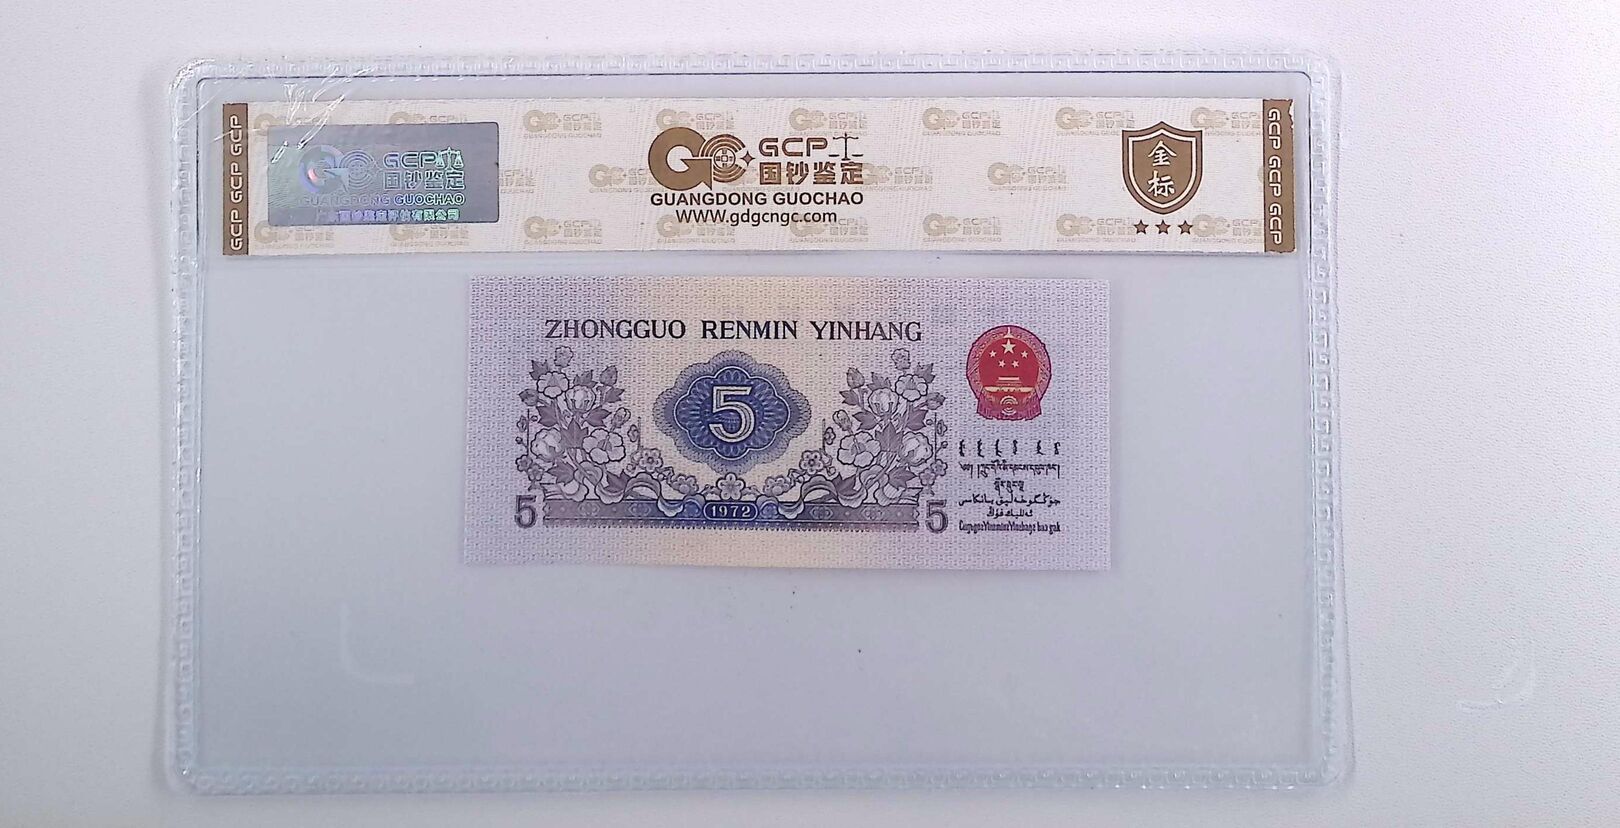 GCP GCP GCP
GCP
国钞鉴定
GUANGDONG GUOCHAO
GCP
国钞鉴定
GUANGDONG GUOCHAO
WWW.gdgcngc.com
金
标
GCP GCP GCP
ZHONGGUO RENMIN YINHANG
5
5
1972
5